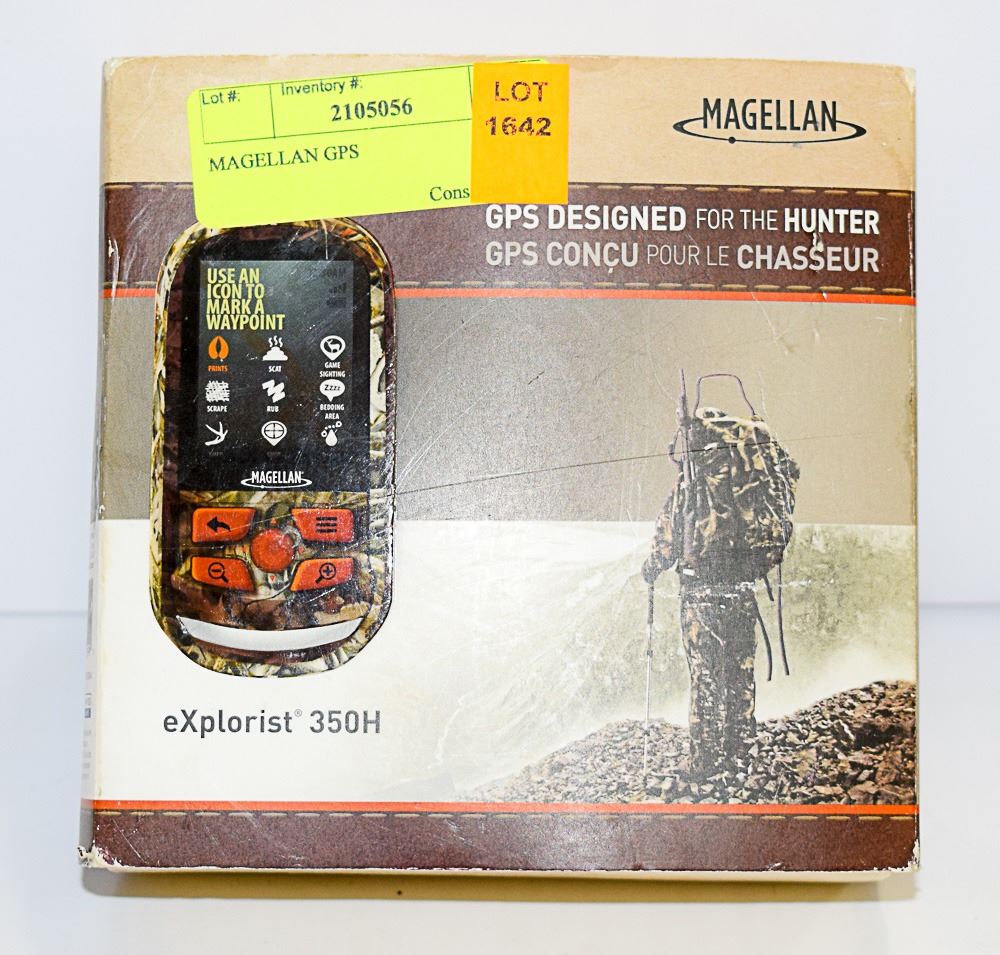 Lot #:
Inventory #:
2105056
LOT
1642
MAGELLAN GPS
Cons
MAGELLAN
GPS DESIGNED FOR THE HUNTER
GPS CONÇU POUR LE CHASSEUR
USE AN
ICON TO
MARK A
WAYPOINT
PRINTS
SCAT
GAME
SIGHTING
SCRAPE
RUB
Zzzz
BEDDING
AREA
MAGELLAN
eXplorist® 350H